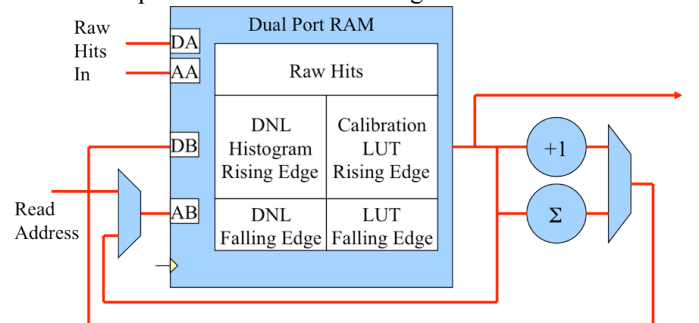 Dual Port RAM
Raw
Hits
In
DA
AA
Raw Hits
DB
DNL
Histogram
Rising Edge
Calibration
LUT
Rising Edge
+1
Read
Address
AB
DNL
Falling Edge
LUT
Falling Edge
Σ